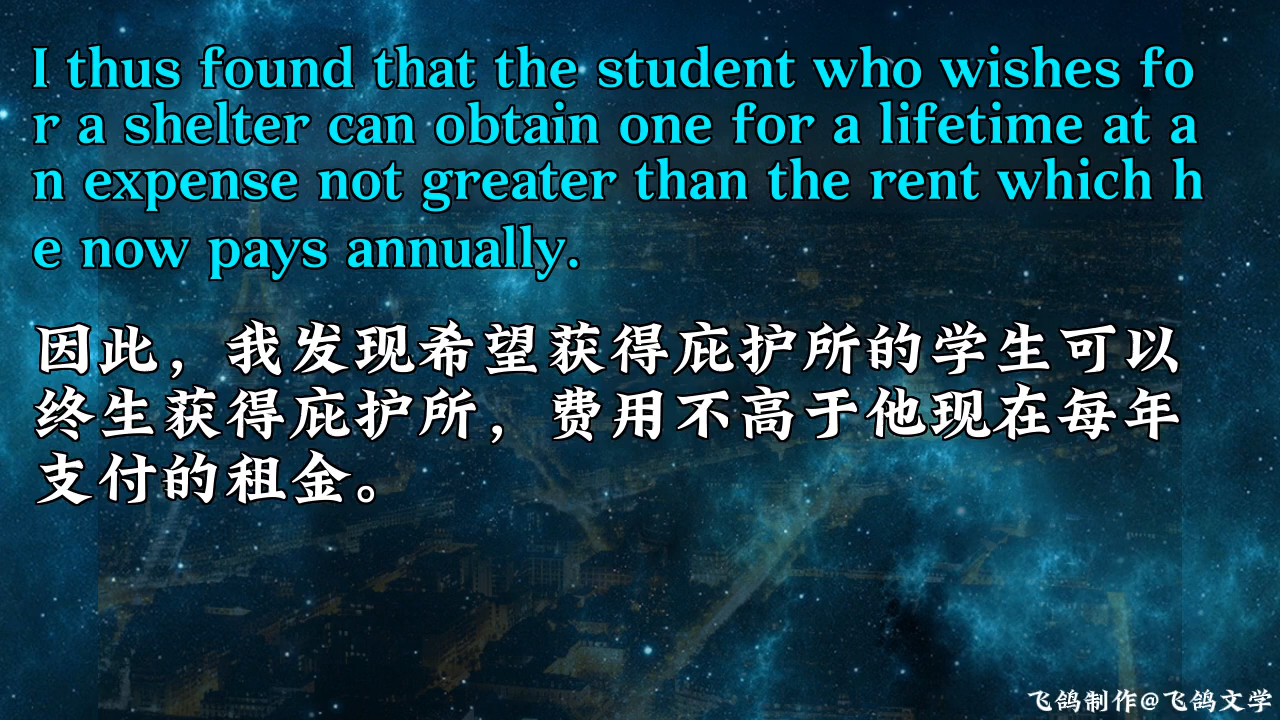 I thus found that the student who wishes fo
r a shelter can obtain one for a lifetime at a
n expense not greater than the rent which h
e now pays annually.
因此，我发现希望获得庇护所的学生可以
终生获得庇护所，费用不高于他现在每年
支付的租金。
飞鸽制作@飞鸽文学